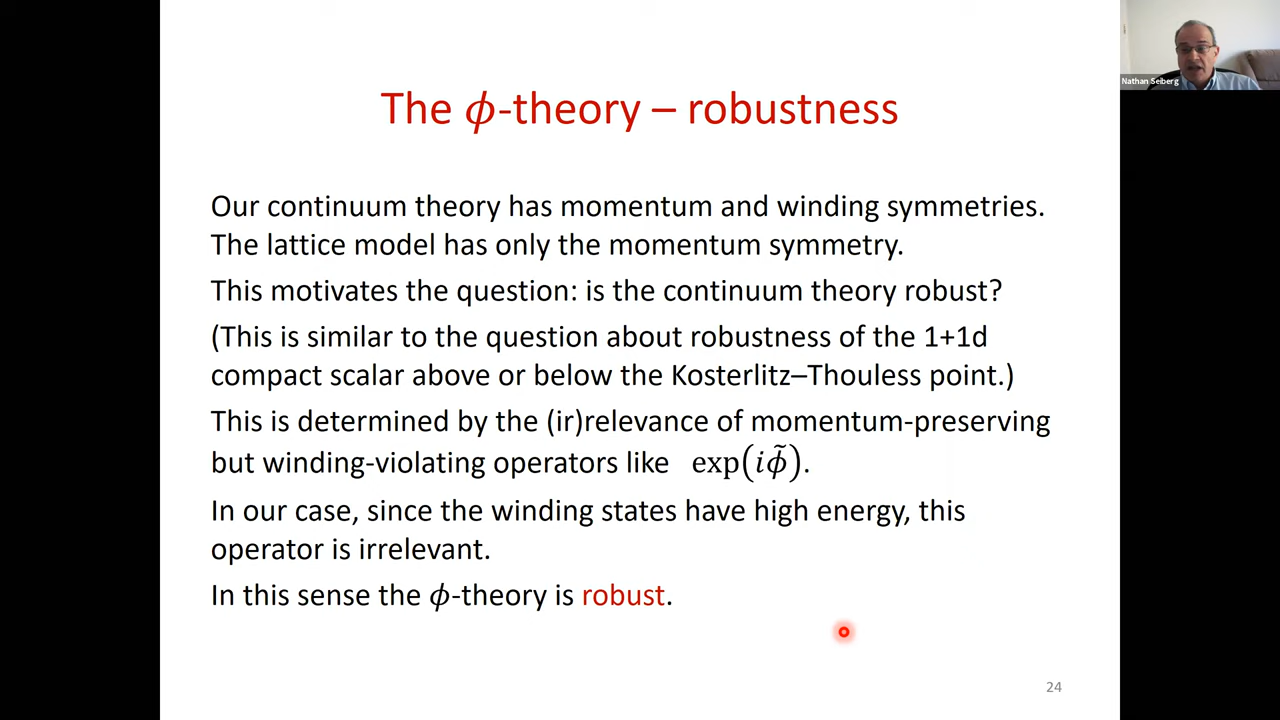 Nathan Seiberg
The ϕ-theory – robustness
Our continuum theory has momentum and winding symmetries.
The lattice model has only the momentum symmetry.
This motivates the question: is the continuum theory robust?
(This is similar to the question about robustness of the 1+1d
compact scalar above or below the Kosterlitz–Thouless point.)
This is determined by the (ir)relevance of momentum-preserving
but winding-violating operators like exp(iϕ̃).
In our case, since the winding states have high energy, this
operator is irrelevant.
In this sense the ϕ-theory is robust.
24